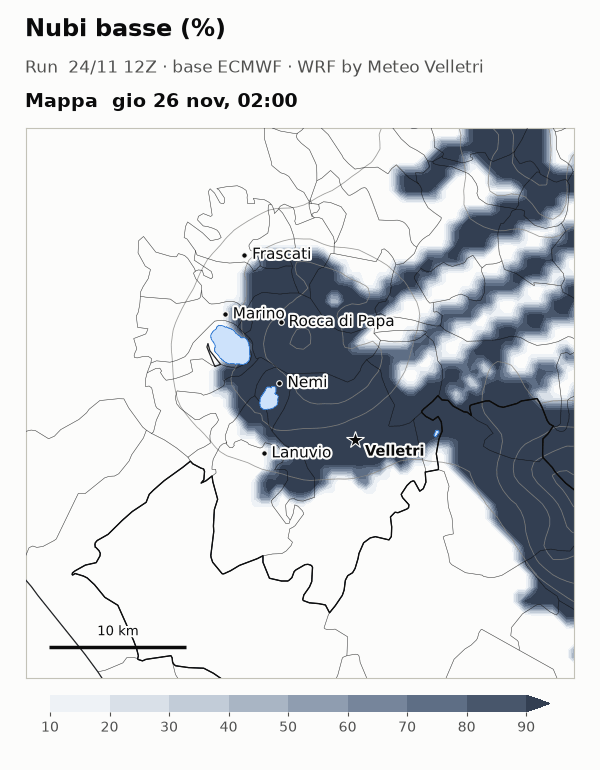 Nubi basse (%)
Run  24/11 12Z · base ECMWF · WRF by Meteo Velletri
Mappa  gio 26 nov, 02:00
Frascati
Marino
Rocca di Papa
Nemi
Velletri
Lanuvio
10 km
10 20 30 40 50 60 70 80 90